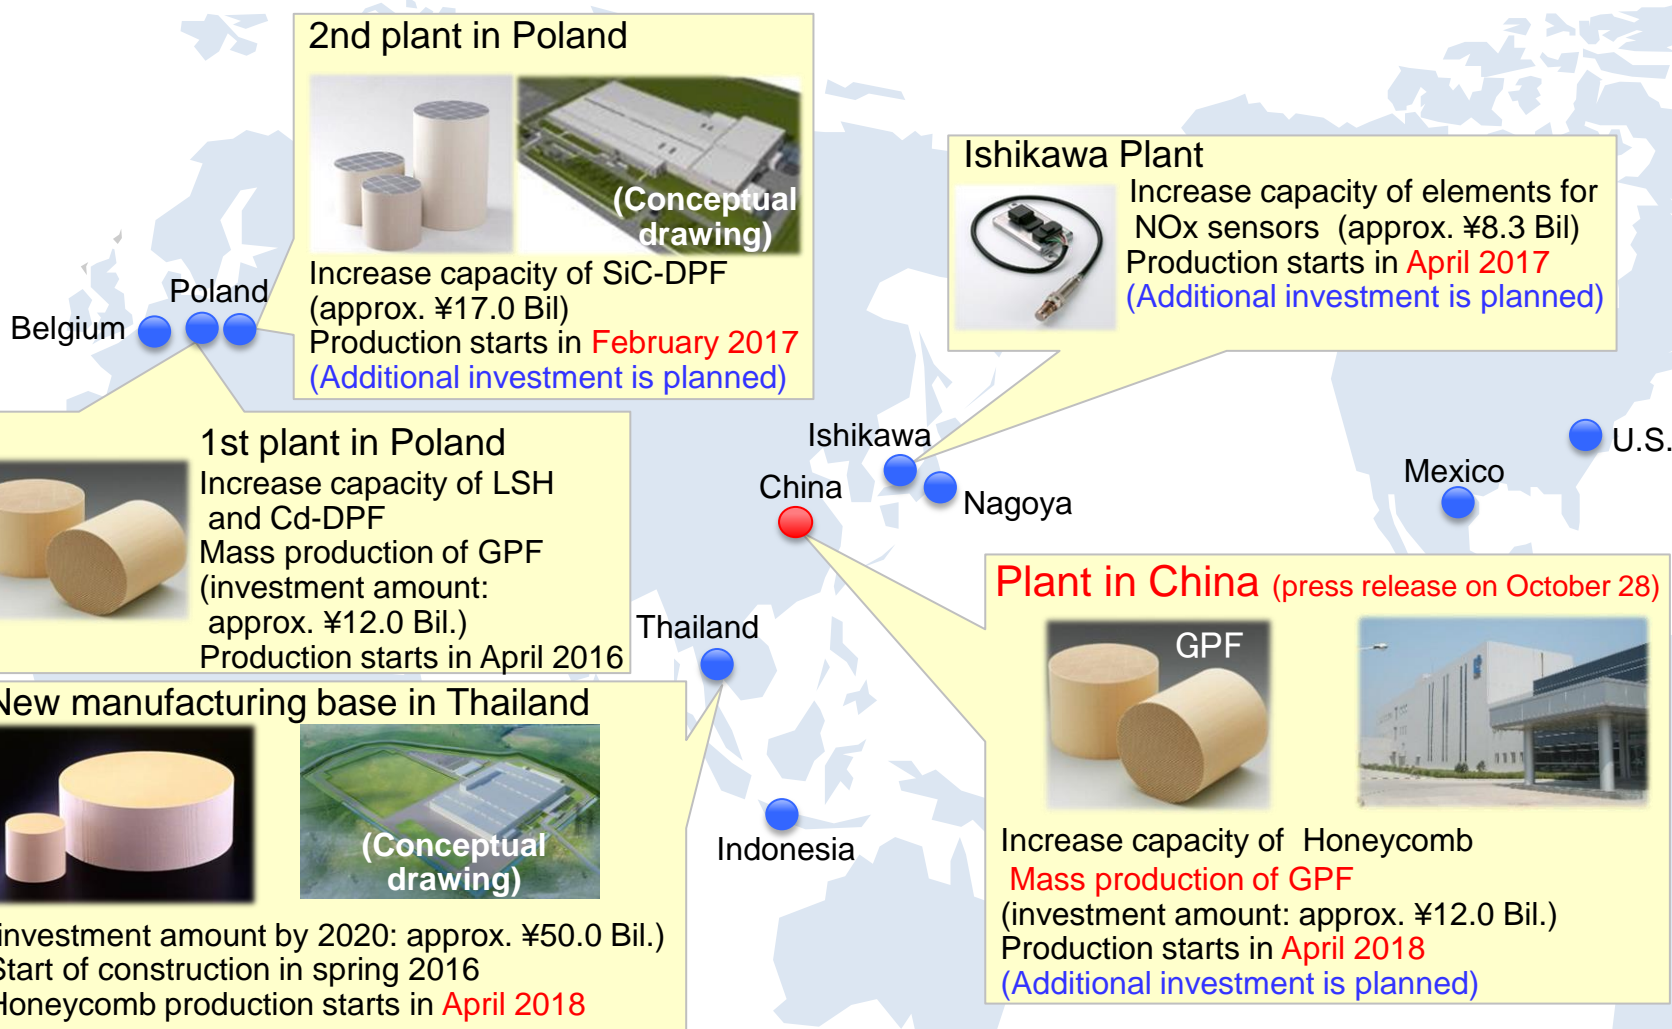 2nd plant in Poland
(Conceptual
drawing)
Increase capacity of SiC-DPF
(approx. ¥17.0 Bil)
Production starts in February 2017
(Additional investment is planned)
Ishikawa Plant
Increase capacity of elements for
NOx sensors (approx. ¥8.3 Bil)
Production starts in April 2017
(Additional investment is planned)
Belgium
Poland
1st plant in Poland
Increase capacity of LSH
and Cd-DPF
Mass production of GPF
(investment amount:
approx. ¥12.0 Bil.)
Production starts in April 2016
Ishikawa
China
Nagoya
Mexico
U.S.
Thailand
Indonesia
New manufacturing base in Thailand
(Conceptual
drawing)
investment amount by 2020: approx. ¥50.0 Bil.)
Start of construction in spring 2016
Honeycomb production starts in April 2018
Plant in China (press release on October 28)
GPF
Increase capacity of Honeycomb
Mass production of GPF
(investment amount: approx. ¥12.0 Bil.)
Production starts in April 2018
(Additional investment is planned)